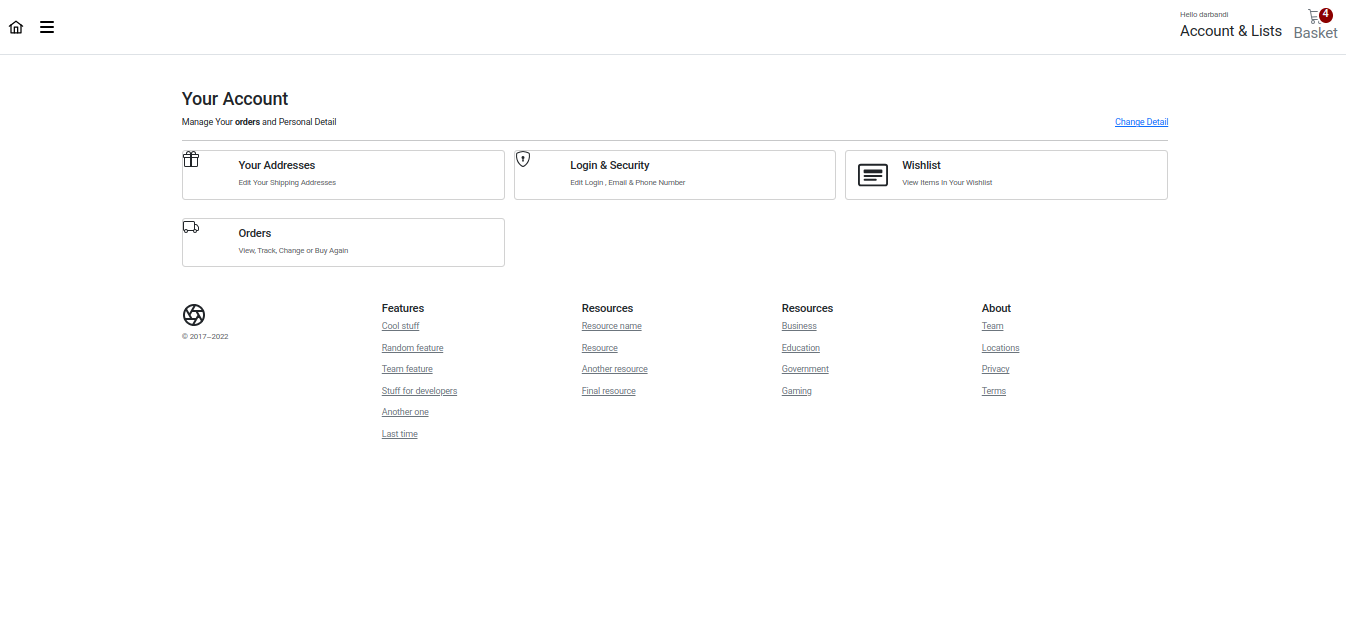 Hello darbandi
Account & Lists
4
Basket
Your Account
Manage Your orders and Personal Detail
Change Detail
Your Addresses
Edit Your Shipping Addresses
Login & Security
Edit Login , Email & Phone Number
Wishlist
View Items In Your Wishlist
Orders
View, Track, Change or Buy Again
© 2017–2022
Features
Cool stuff
Random feature
Team feature
Stuff for developers
Another one
Last time
Resources
Resource name
Resource
Another resource
Final resource
Resources
Business
Education
Government
Gaming
About
Team
Locations
Privacy
Terms